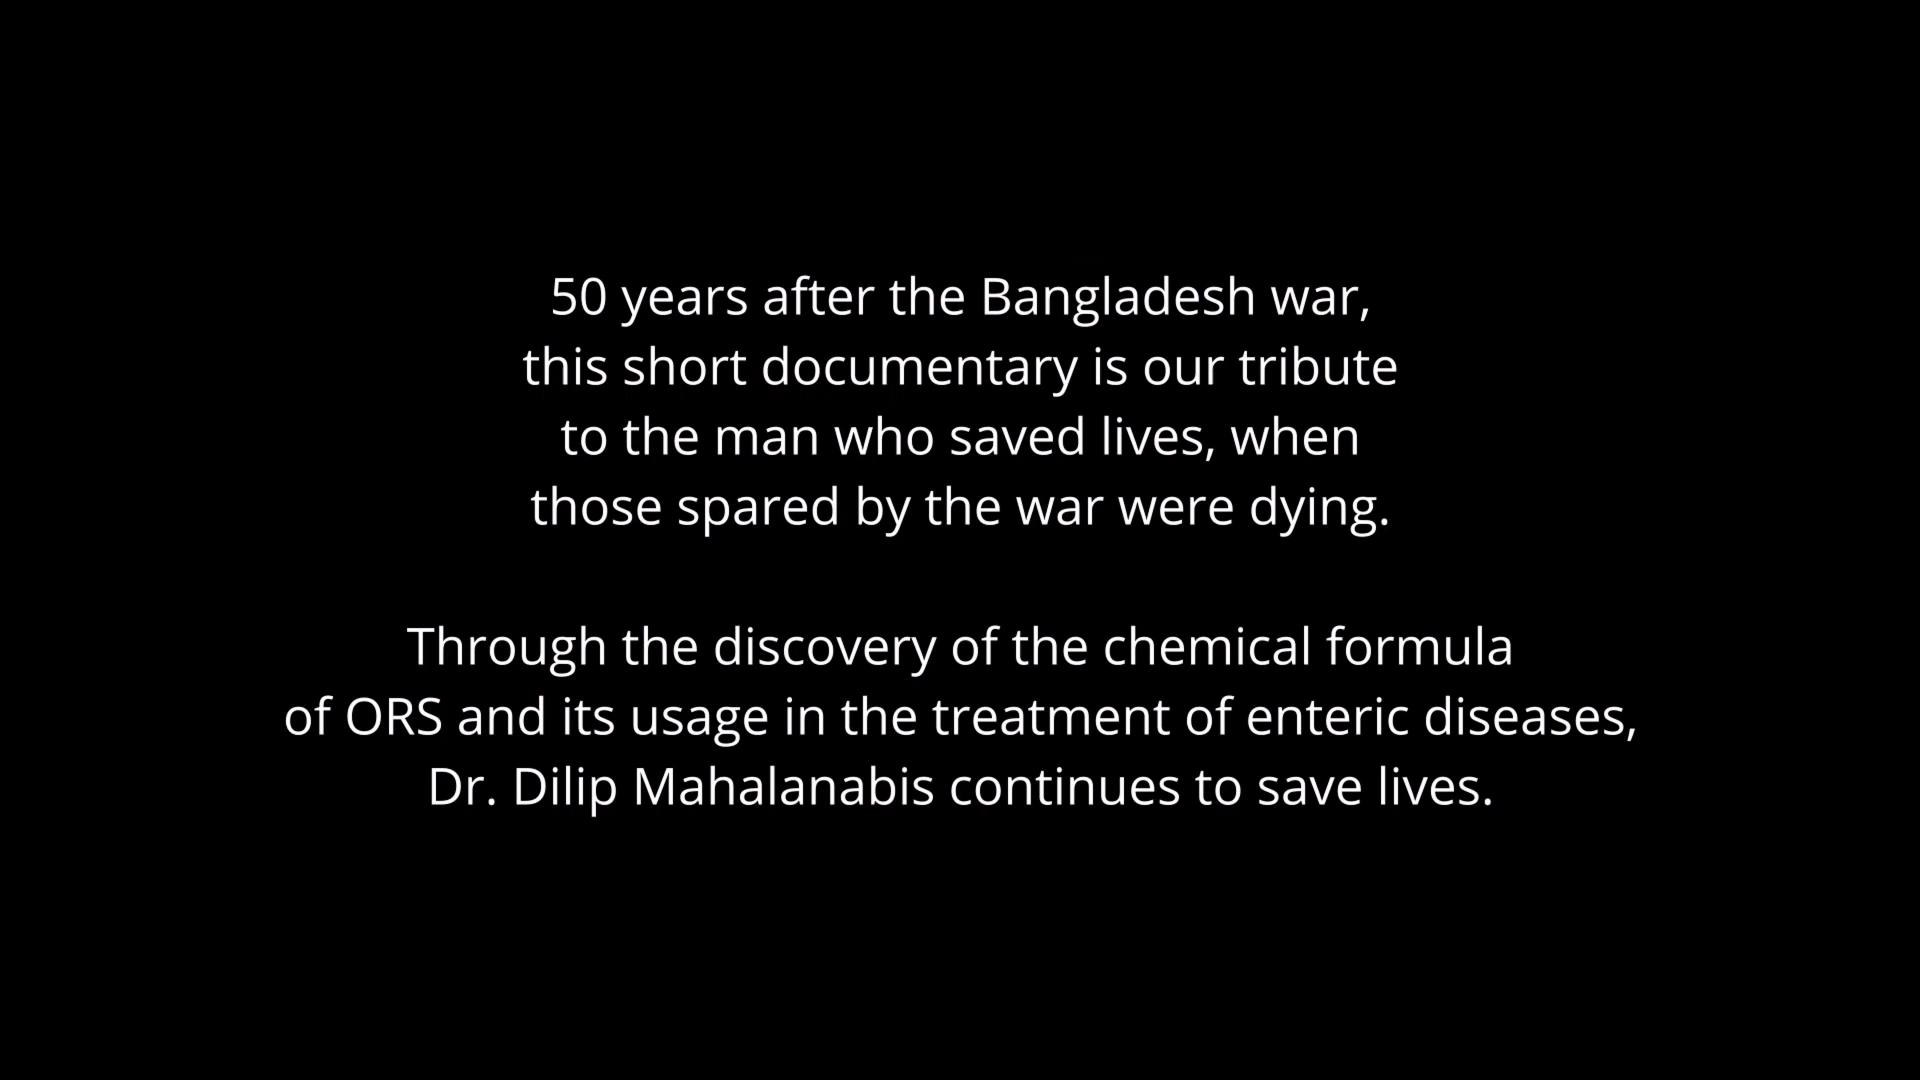 50 years after the Bangladesh war,
this short documentary is our tribute
to the man who saved lives, when
those spared by the war were dying.
Through the discovery of the chemical formula
of ORS and its usage in the treatment of enteric diseases,
Dr. Dilip Mahalanabis continues to save lives.